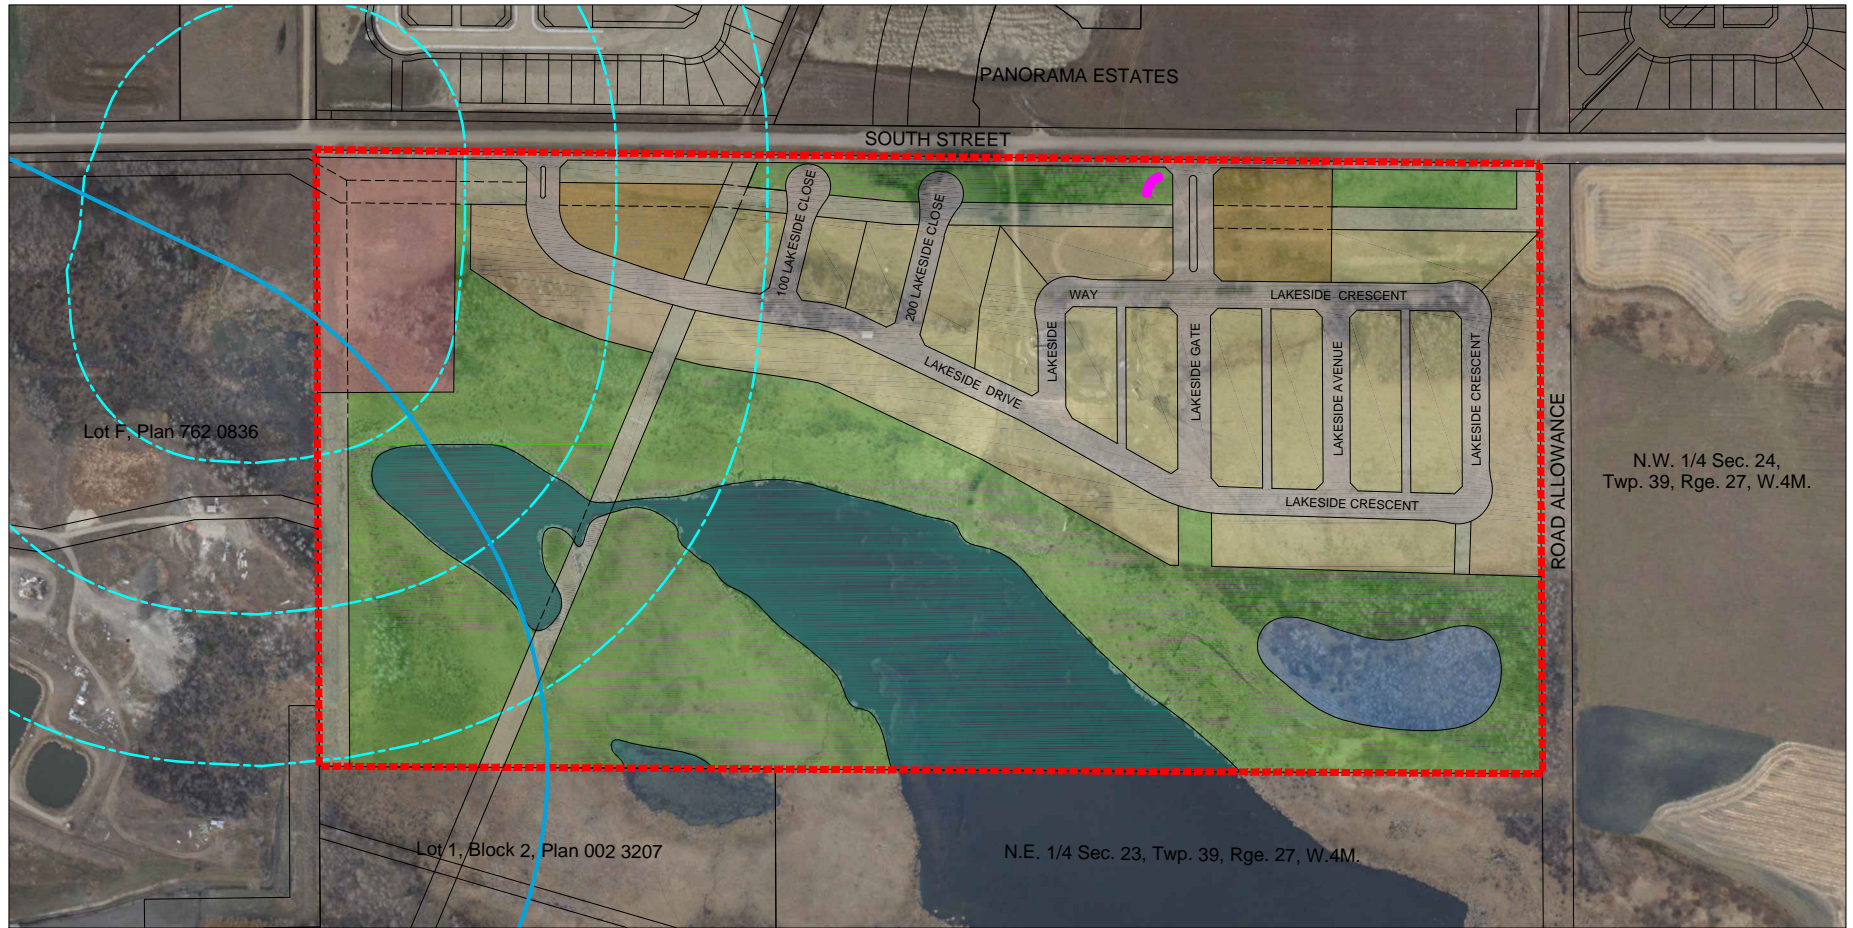 PANORAMA ESTATES
SOUTH STREET
100 LAKESIDE CLOSE
200 LAKESIDE CLOSE
WAY
LAKESIDE CRESCENT
LAKESIDE
LAKESIDE GATE
LAKESIDE AVENUE
LAKESIDE CRESCENT
LAKESIDE DRIVE
LAKESIDE CRESCENT
ROAD ALLOWANCE
Lot F, Plan 762 0836
N.W. 1/4 Sec. 24,
Twp. 39, Rge. 27, W.4M.
Lot 1, Block 2, Plan 002 3207
N.E. 1/4 Sec. 23, Twp. 39, Rge. 27, W.4M.